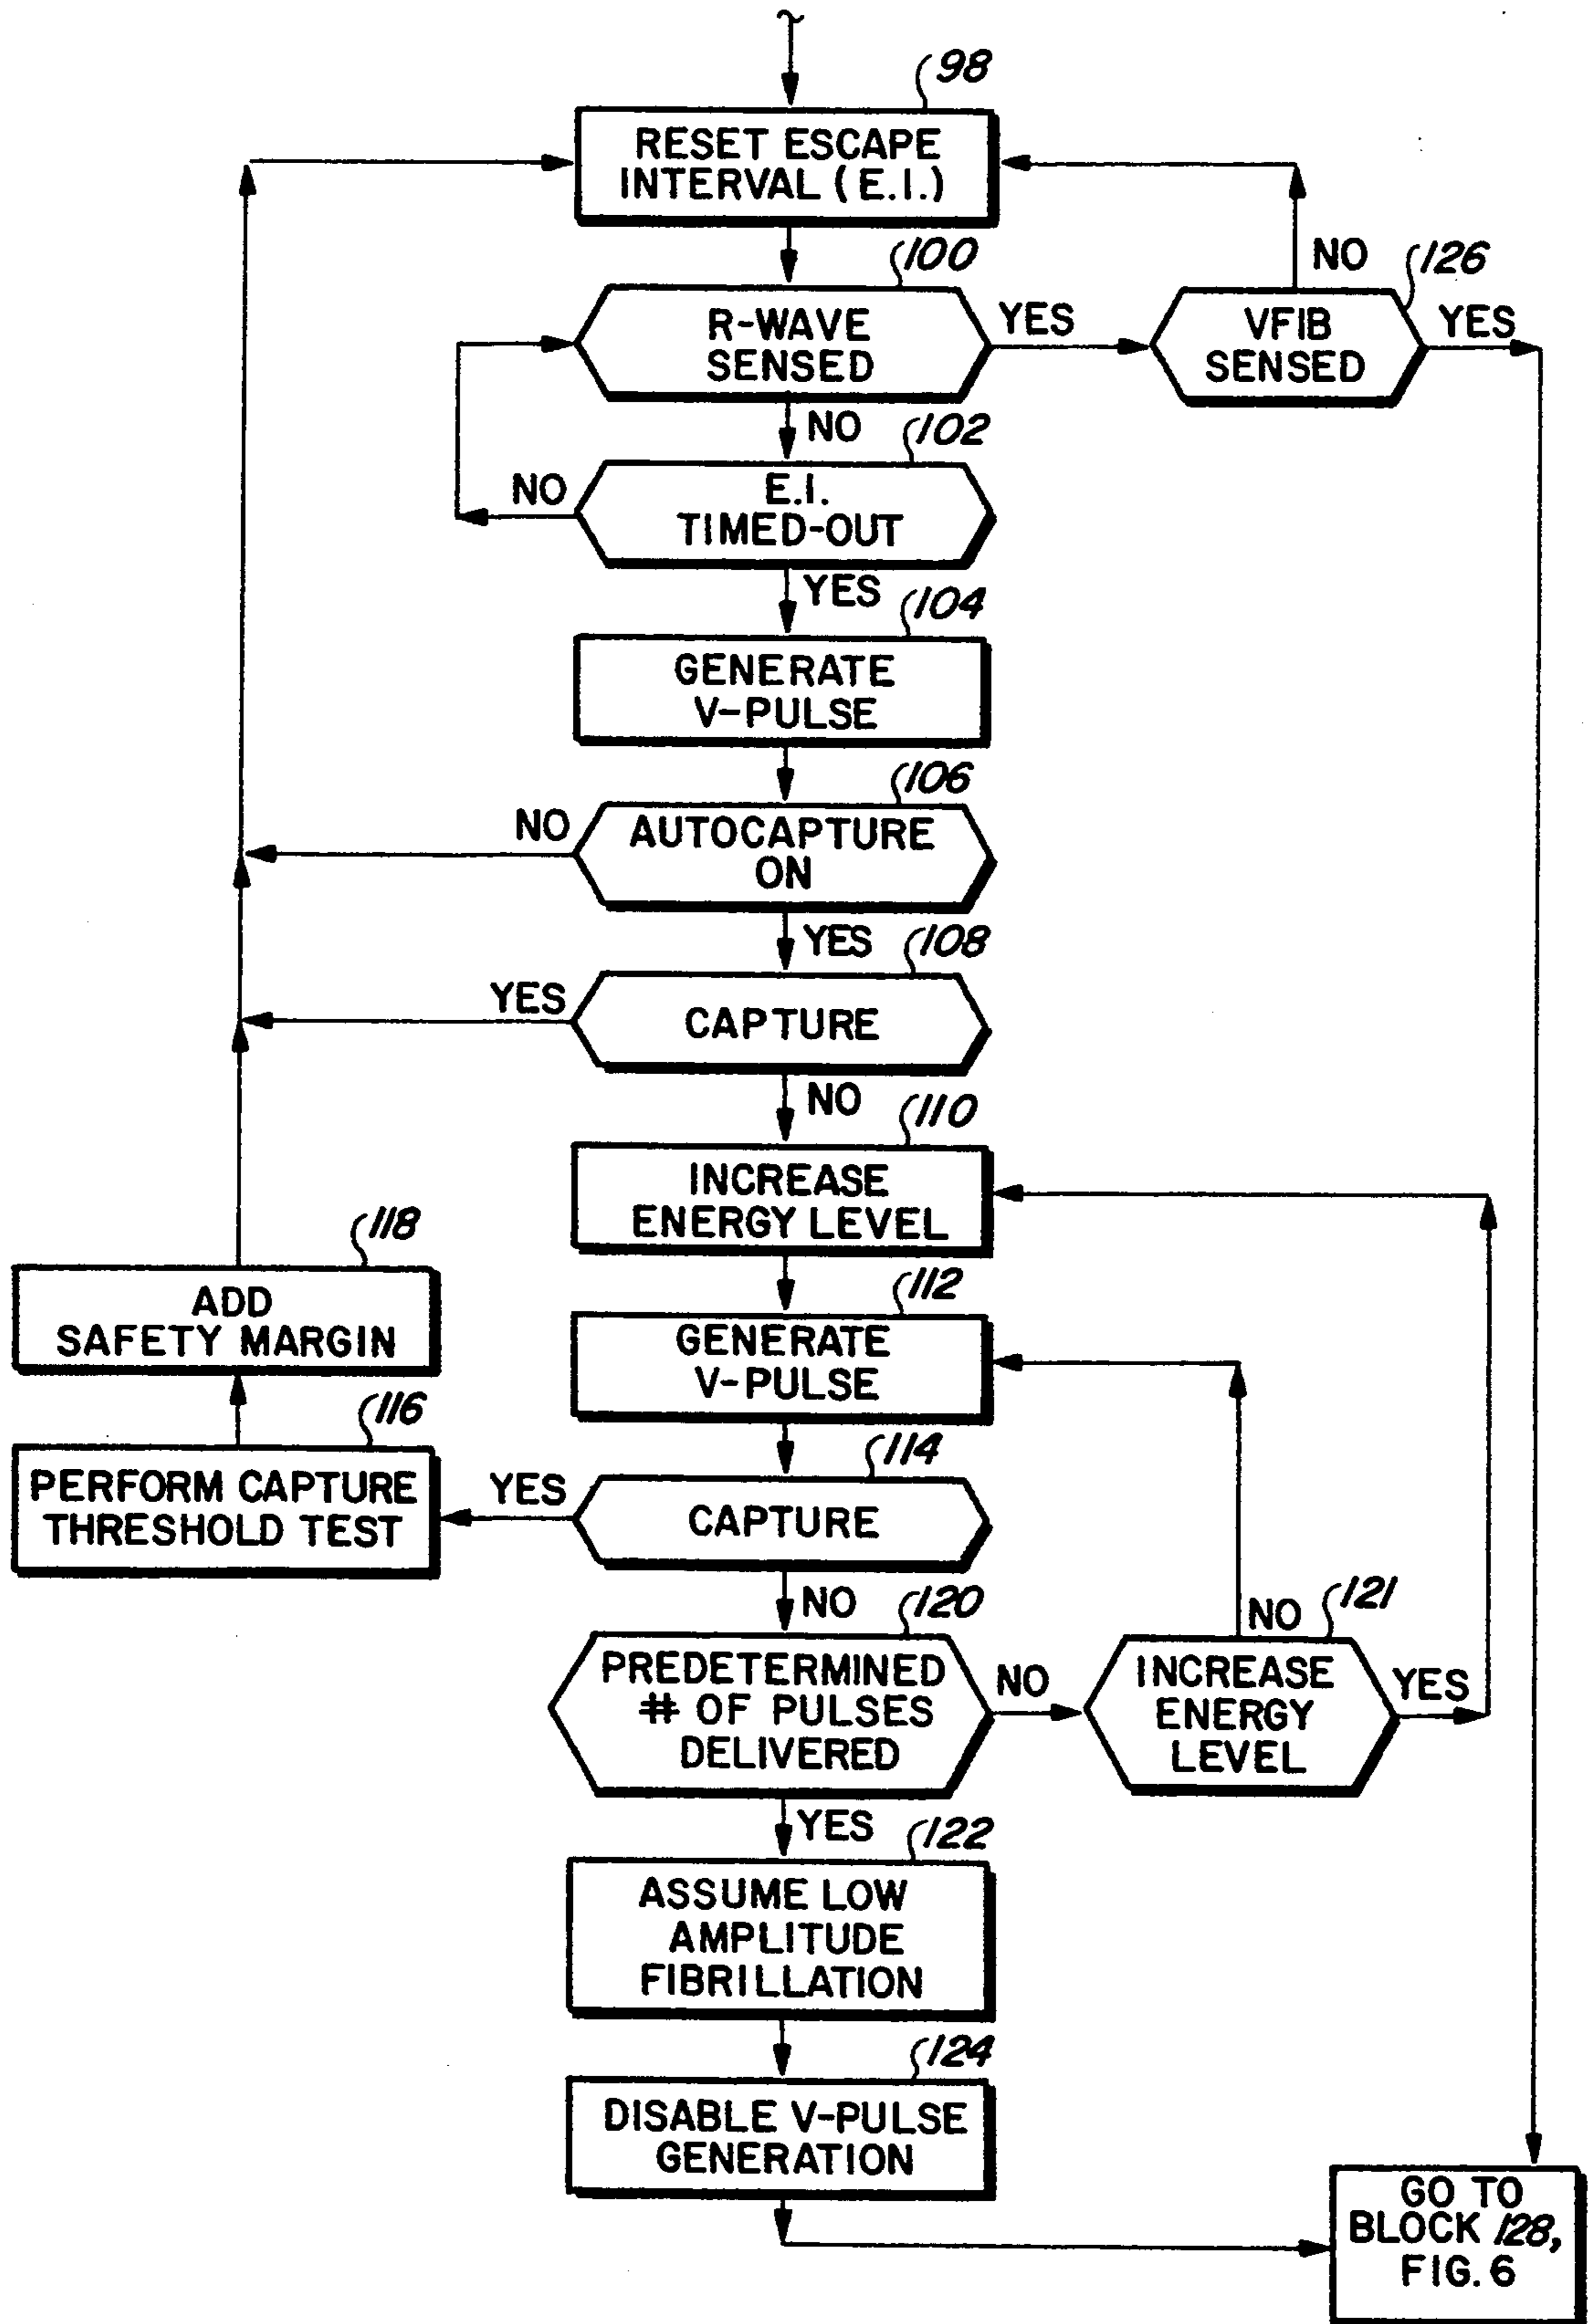 98
RESET ESCAPE
INTERVAL (E.I.)
100
R-WAVE
SENSED
YES
NO
126
VFIB
SENSED
YES
NO
102
E.I.
TIMED-OUT
NO
YES
104
GENERATE
V-PULSE
106
AUTOCAPTURE
ON
NO
YES
108
CAPTURE
YES
NO
110
INCREASE
ENERGY LEVEL
112
GENERATE
V-PULSE
114
CAPTURE
YES
116
PERFORM CAPTURE
THRESHOLD TEST
118
ADD
SAFETY MARGIN
NO
120
PREDETERMINED
# OF PULSES
DELIVERED
NO
121
INCREASE
ENERGY
LEVEL
NO
YES
YES
122
ASSUME LOW
AMPLITUDE
FIBRILLATION
124
DISABLE V-PULSE
GENERATION
GO TO
BLOCK 128,
FIG. 6